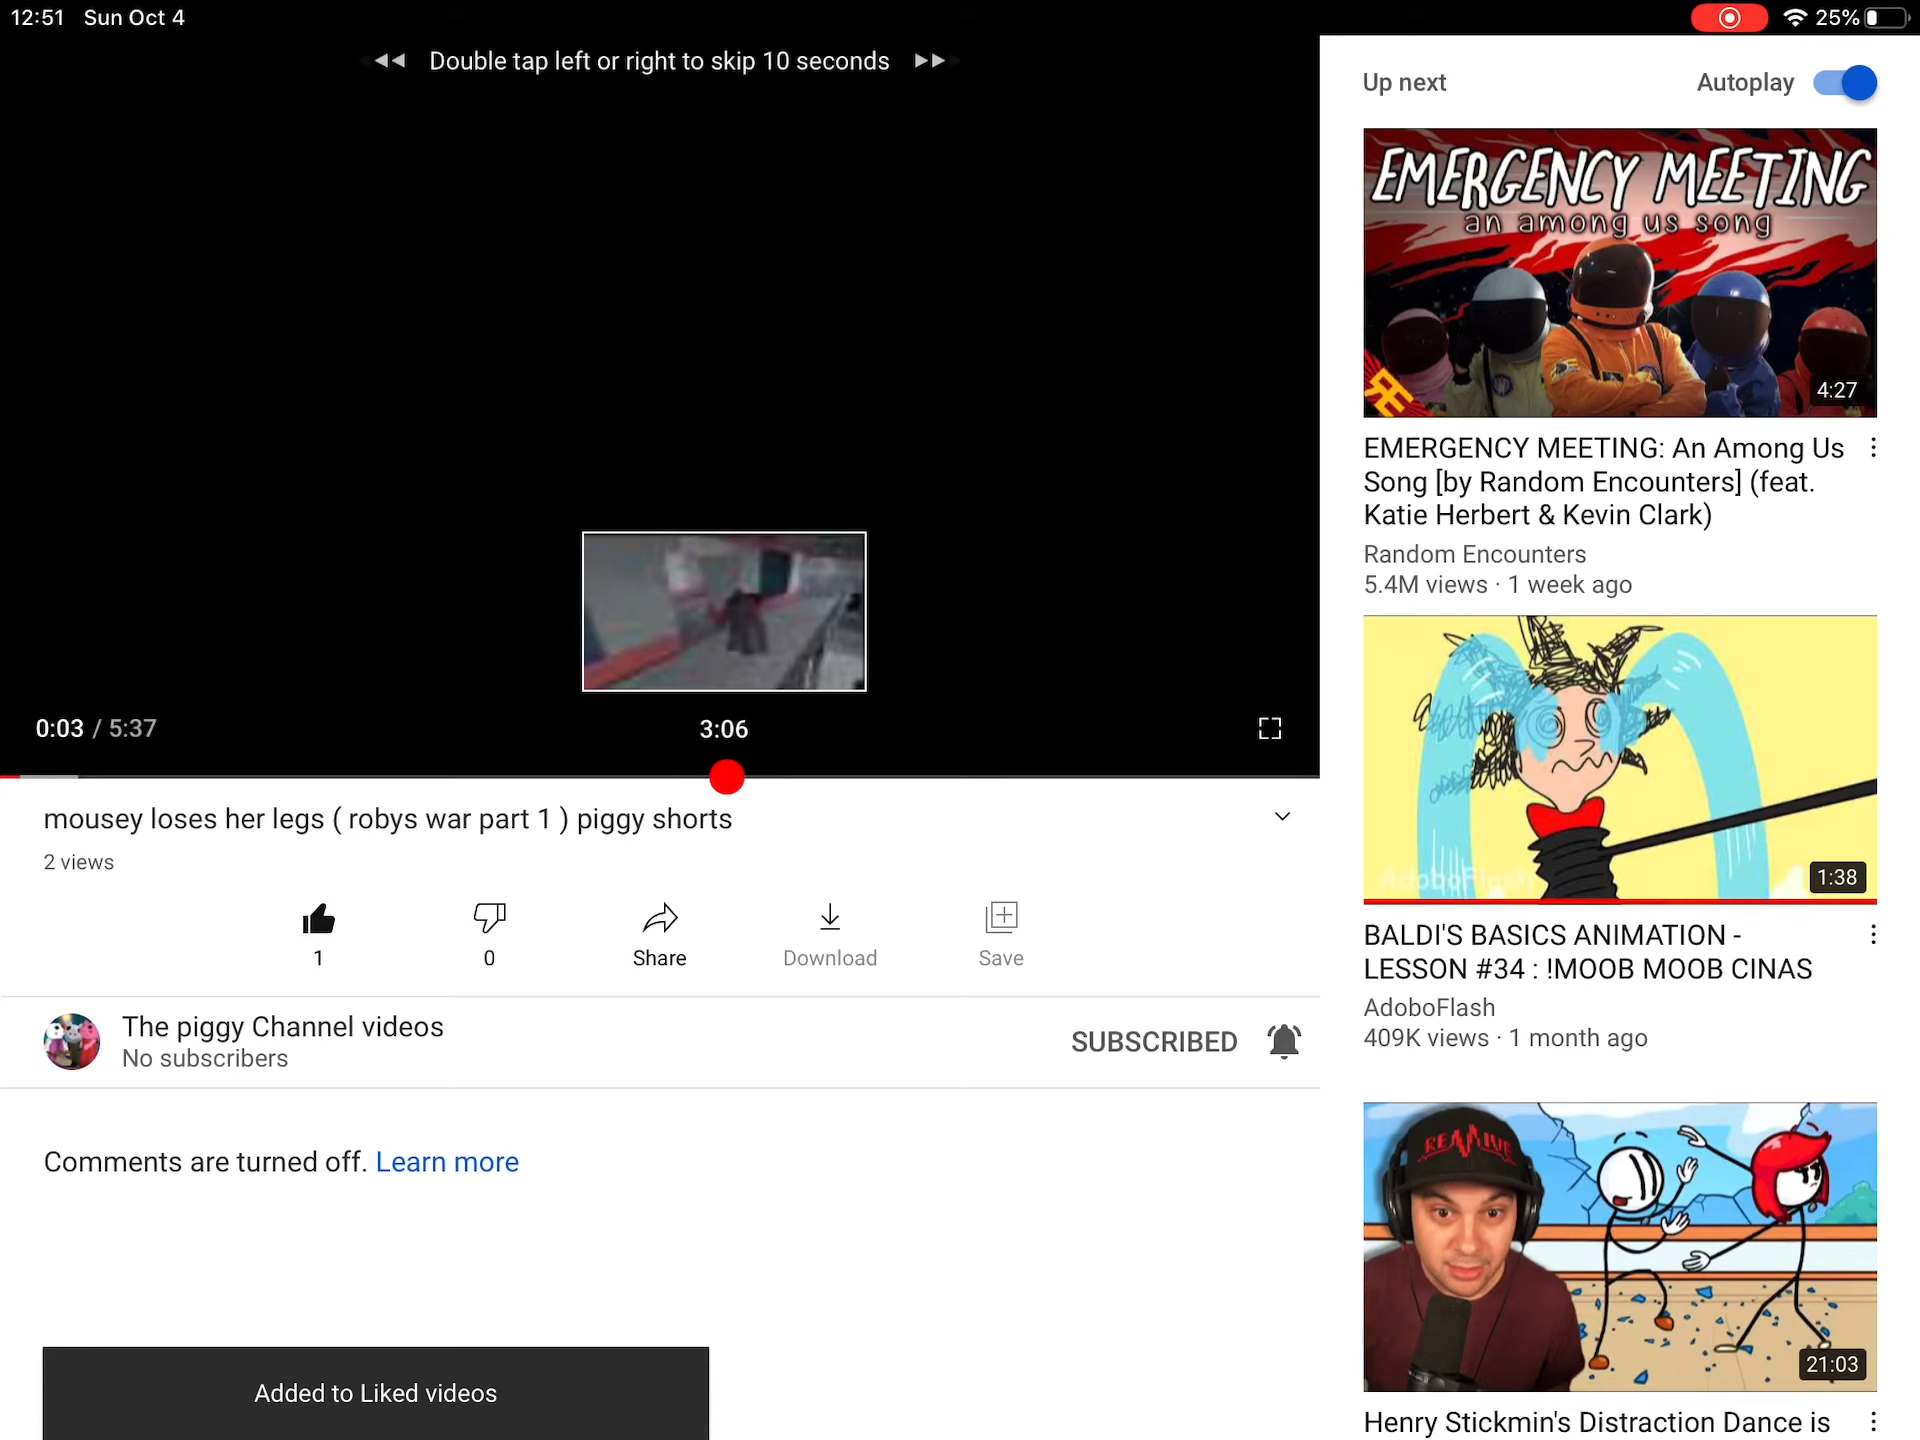 12:51 Sun Oct 4
25%
Double tap left or right to skip 10 seconds
0:03 / 5:37
3:06
mousey loses her legs ( robys war part 1 ) piggy shorts
2 views
1
0
Share
Download
Save
The piggy Channel videos
No subscribers
SUBSCRIBED
Comments are turned off. Learn more
Added to Liked videos
Up next
Autoplay
EMERGENCY MEETING
an among us song
RE
4:27
EMERGENCY MEETING: An Among Us
Song [by Random Encounters] (feat.
Katie Herbert & Kevin Clark)
Random Encounters
5.4M views · 1 week ago
AdoboFlash
1:38
BALDI'S BASICS ANIMATION -
LESSON #34 : !MOOB MOOB CINAS
AdoboFlash
409K views · 1 month ago
21:03
Henry Stickmin's Distraction Dance is